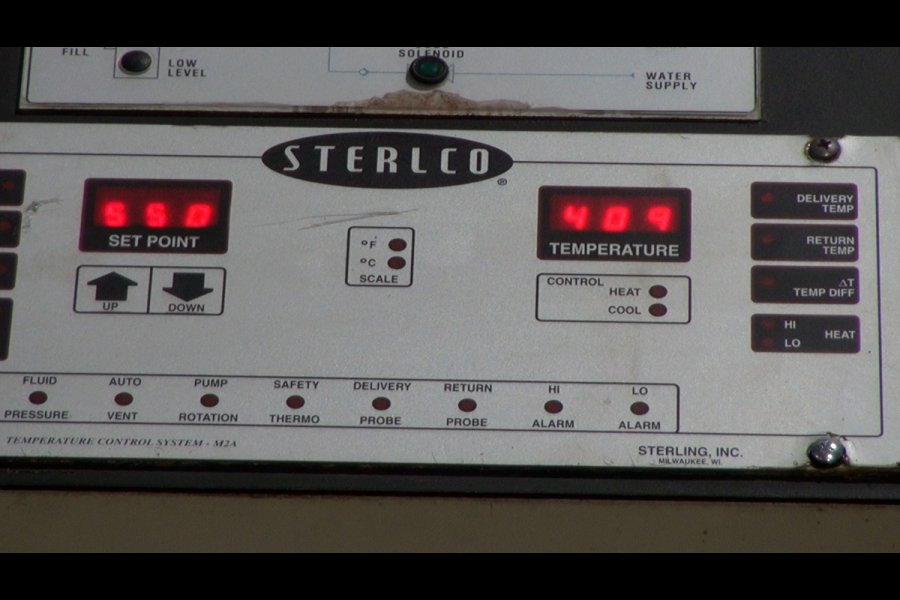 FILL
LOW
LEVEL
SOLENOID
WATER
SUPPLY
STERLCO®
550
SET POINT
UP
DOWN
°F
°C
SCALE
409
TEMPERATURE
CONTROL
HEAT
COOL
DELIVERY
TEMP
RETURN
TEMP
ΔT
TEMP DIFF
HI
LO
HEAT
FLUID
PRESSURE
AUTO
VENT
PUMP
ROTATION
SAFETY
THERMO
DELIVERY
PROBE
RETURN
PROBE
HI
ALARM
LO
ALARM
TEMPERATURE CONTROL SYSTEM - M2A
STERLING, INC.
MILWAUKEE, WI.